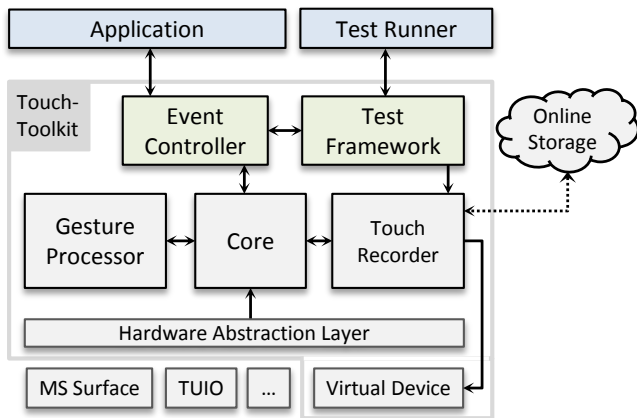 Application
Test Runner
Touch-
Toolkit
Event
Controller
Test
Framework
Online
Storage
Gesture
Processor
Core
Touch
Recorder
Hardware Abstraction Layer
MS Surface
TUIO
...
Virtual Device